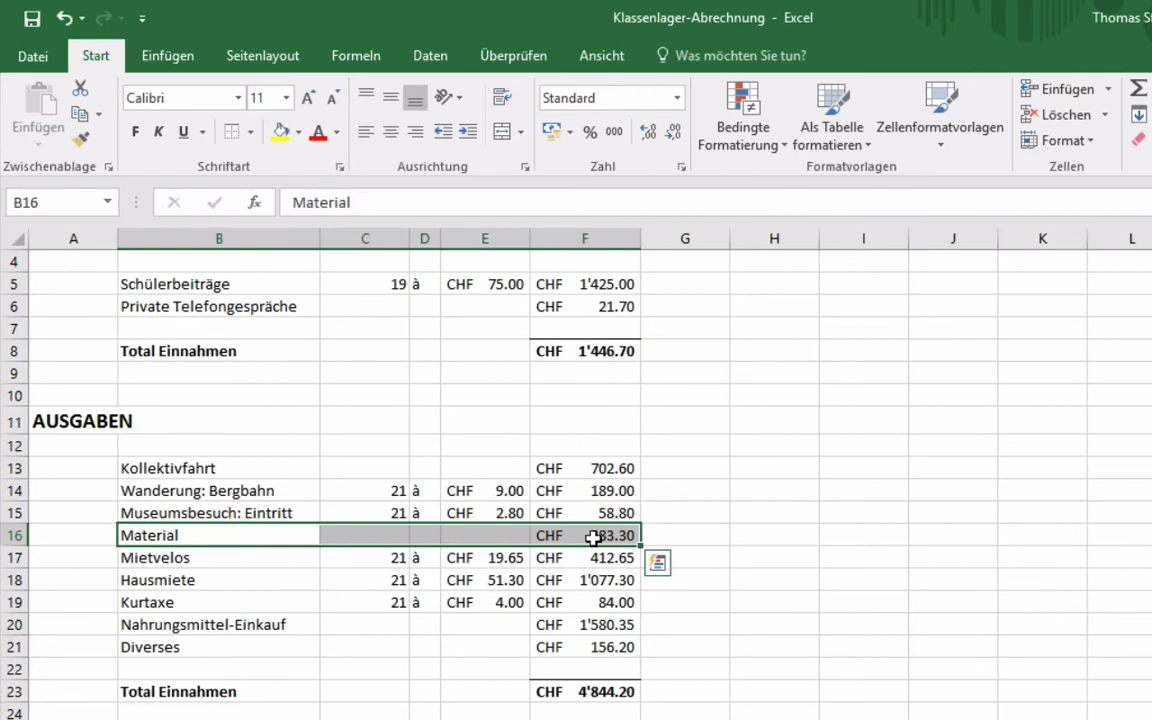 Klassenlager-Abrechnung - Excel
Thomas
Datei Start Einfügen Seitenlayout Formeln Daten Überprüfen Ansicht Was möchten Sie tun?
Einfügen
Zwischenablage
Calibri 11
F K U
Schriftart
Ausrichtung
Standard
% 000
Zahl
Bedingte Formatierung
Als Tabelle formatieren
Zellenformatvorlagen
Formatvorlagen
Einfügen
Löschen
Format
Zellen
B16 fx Material
A B C D E F G H I J K L
4
5 Schülerbeiträge 19 à CHF 75.00 CHF 1'425.00
6 Private Telefongespräche CHF 21.70
7
8 Total Einnahmen CHF 1'446.70
9
10
11 AUSGABEN
12
13 Kollektivfahrt CHF 702.60
14 Wanderung: Bergbahn 21 à CHF 9.00 CHF 189.00
15 Museumsbesuch: Eintritt 21 à CHF 2.80 CHF 58.80
16 Material CHF 83.30
17 Mietvelos 21 à CHF 19.65 CHF 412.65
18 Hausmiete 21 à CHF 51.30 CHF 1'077.30
19 Kurtaxe 21 à CHF 4.00 CHF 84.00
20 Nahrungsmittel-Einkauf CHF 1'580.35
21 Diverses CHF 156.20
22
23 Total Einnahmen CHF 4'844.20
24